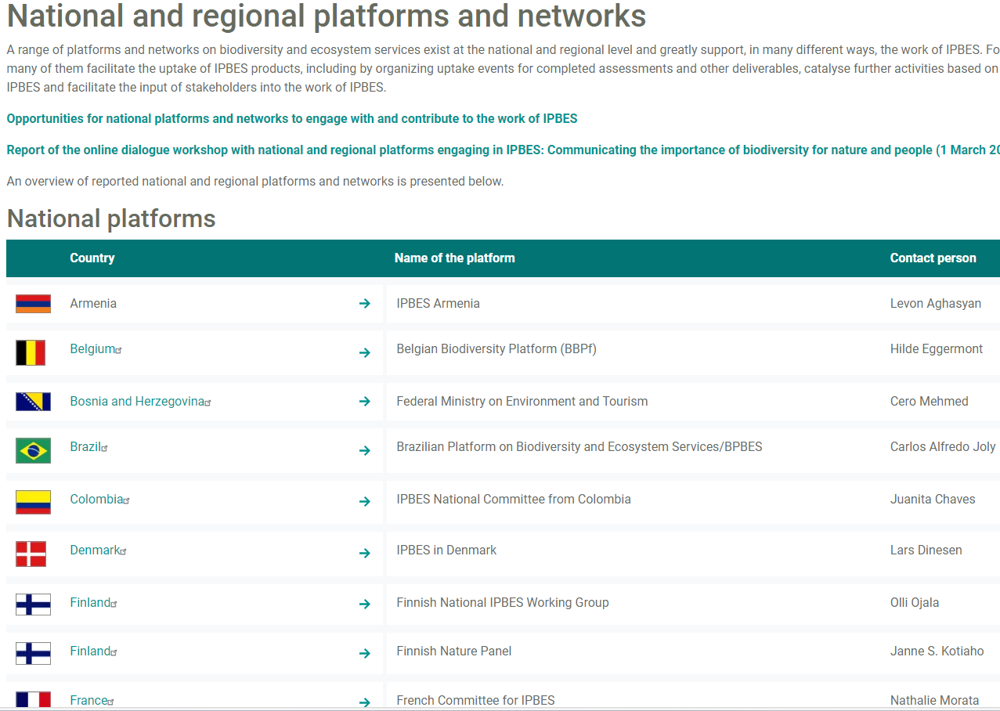 National and regional platforms and networks
A range of platforms and networks on biodiversity and ecosystem services exist at the national and regional level and greatly support, in many different ways, the work of IPBES. Fo
many of them facilitate the uptake of IPBES products, including by organizing uptake events for completed assessments and other deliverables, catalyse further activities based on
IPBES and facilitate the input of stakeholders into the work of IPBES.
Opportunities for national platforms and networks to engage with and contribute to the work of IPBES
Report of the online dialogue workshop with national and regional platforms engaging in IPBES: Communicating the importance of biodiversity for nature and people (1 March 20
An overview of reported national and regional platforms and networks is presented below.
National platforms
Country Name of the platform Contact person
Armenia IPBES Armenia Levon Aghasyan
Belgium Belgian Biodiversity Platform (BBPf) Hilde Eggermont
Bosnia and Herzegovina Federal Ministry on Environment and Tourism Cero Mehmed
Brazil Brazilian Platform on Biodiversity and Ecosystem Services/BPBES Carlos Alfredo Joly
Colombia IPBES National Committee from Colombia Juanita Chaves
Denmark IPBES in Denmark Lars Dinesen
Finland Finnish National IPBES Working Group Olli Ojala
Finland Finnish Nature Panel Janne S. Kotiaho
France French Committee for IPBES Nathalie Morata